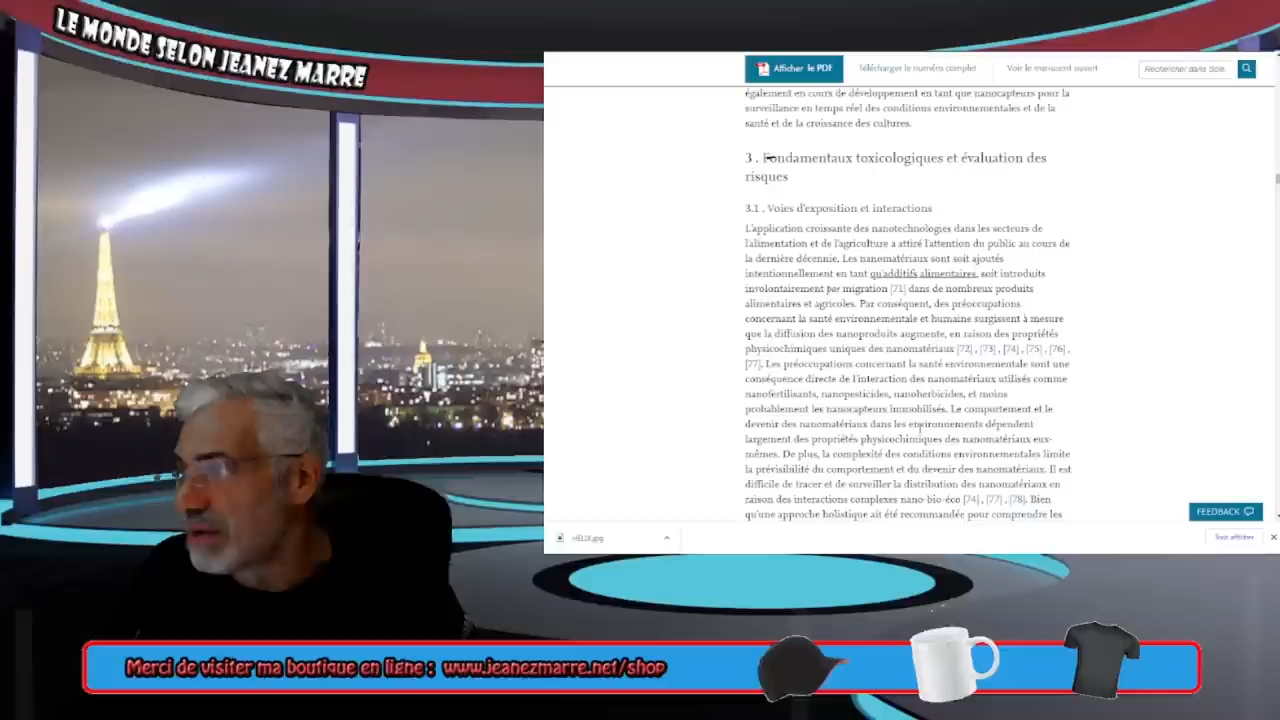 LE MONDE SELON JEANEZ MARRE
Afficher le PDF
Télécharger le numéro complet
Voir le manuscrit ouvert
Rechercher dans Scie
également en cours de développement en tant que nanocapteurs pour la
surveillance en temps réel des conditions environnementales et de la
santé et de la croissance des cultures.
3 . Fondamentaux toxicologiques et évaluation des
risques
3.1 . Voies d'exposition et interactions
L'application croissante des nanotechnologies dans les secteurs de
l'alimentation et de l'agriculture a attiré l'attention du public au cours de
la dernière décennie. Les nanomatériaux sont soit ajoutés
intentionnellement en tant qu'additifs alimentaires, soit introduits
involontairement par migration [71] dans de nombreux produits
alimentaires et agricoles. Par conséquent, des préoccupations
concernant la santé environnementale et humaine surgissent à mesure
que la diffusion des nanoproduits augmente, en raison des propriétés
physicochimiques uniques des nanomatériaux [72] , [73] , [74] , [75] , [76] ,
[77]. Les préoccupations concernant la santé environnementale sont une
conséquence directe de l'interaction des nanomatériaux utilisés comme
nanofertilisants, nanopesticides, nanoherbicides, et moins
probablement les nanocapteurs immobilisés. Le comportement et le
devenir des nanomatériaux dans les environnements dépendent
largement des propriétés physicochimiques des nanomatériaux eux-
mêmes. De plus, la complexité des conditions environnementales limite
la prévisibilité du comportement et du devenir des nanomatériaux. Il est
difficile de tracer et de surveiller la distribution des nanomatériaux en
raison des interactions complexes nano-bio-éco [74] , [77] , [78]. Bien
qu'une approche holistique ait été recommandée pour comprendre les
FEEDBACK
HELIX.jpg
Tout afficher
Merci de visiter ma boutique en ligne : www.jeanezmarre.net/shop